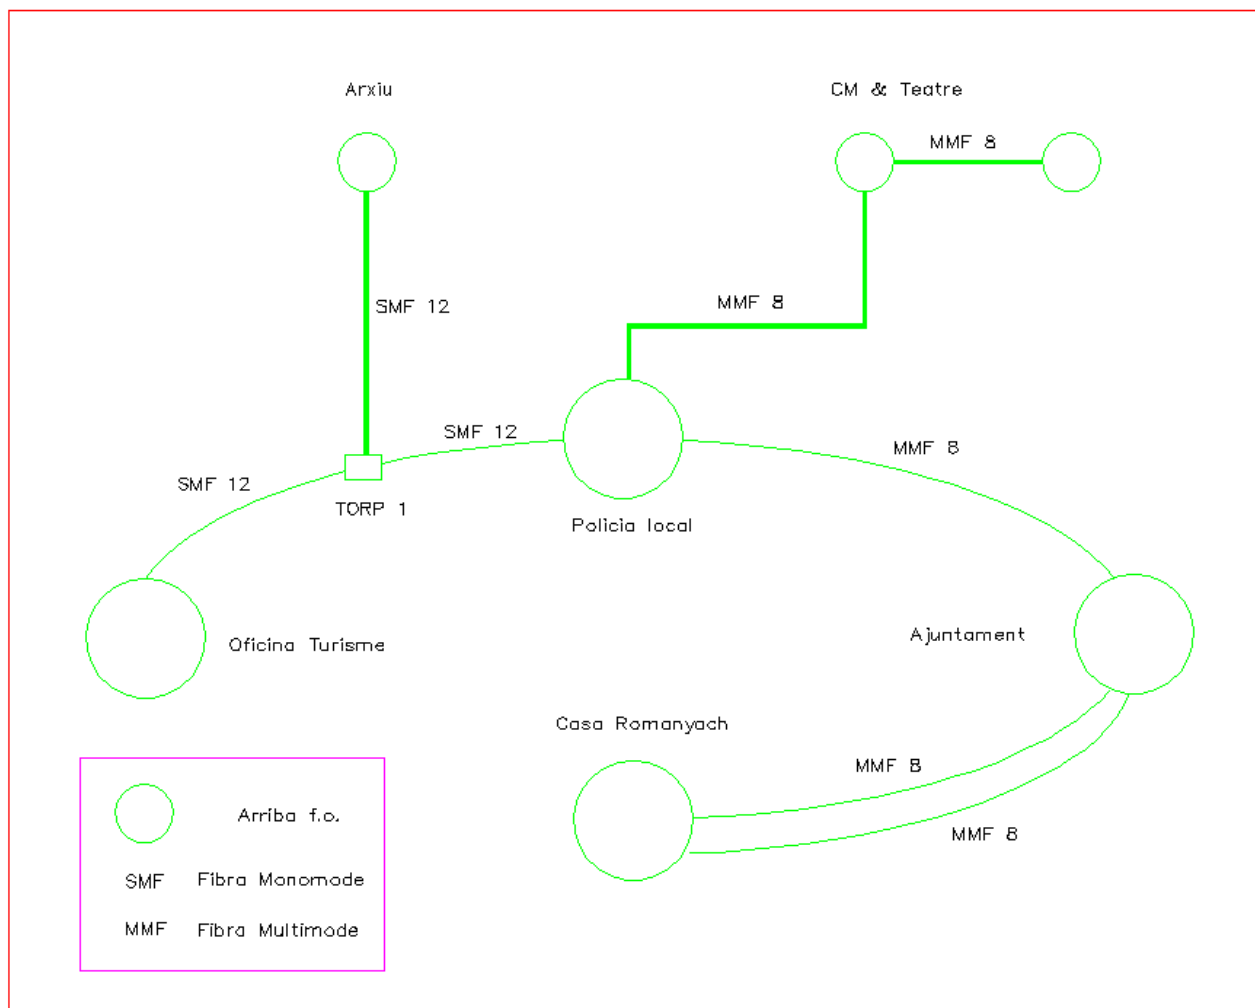 Arxiu
CM & Teatre
MMF 8
SMF 12
MMF 8
SMF 12
MMF 8
SMF 12
TORP 1
Policia local
Ajuntament
Oficina Turisme
Casa Romanyach
MMF 8
MMF 8
Arriba f.o.
SMF Fibra Monomode
MMF Fibra Multimode